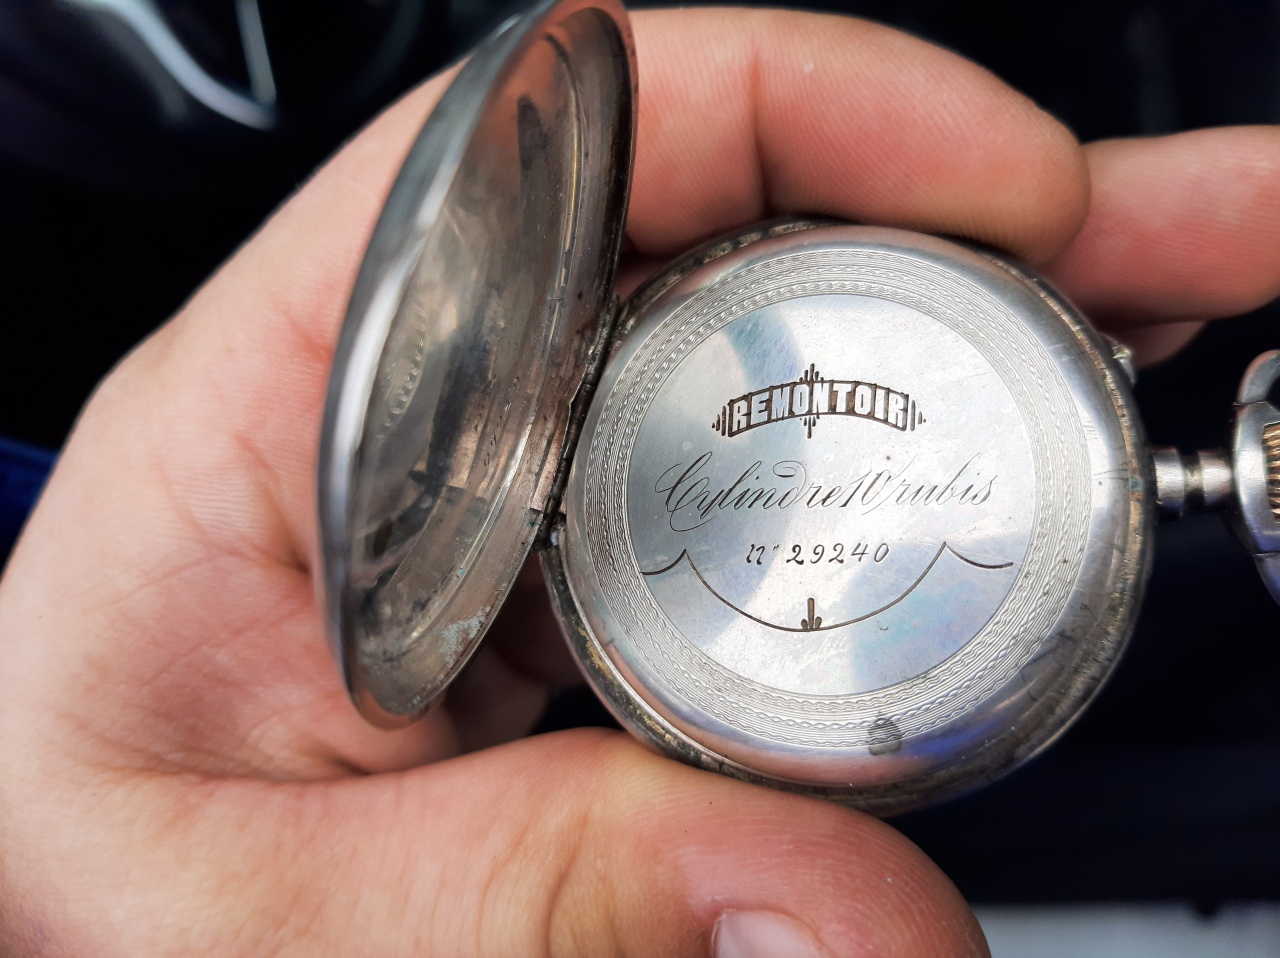 REMONTOIR
Cylindre 10 rubis
N° 29240